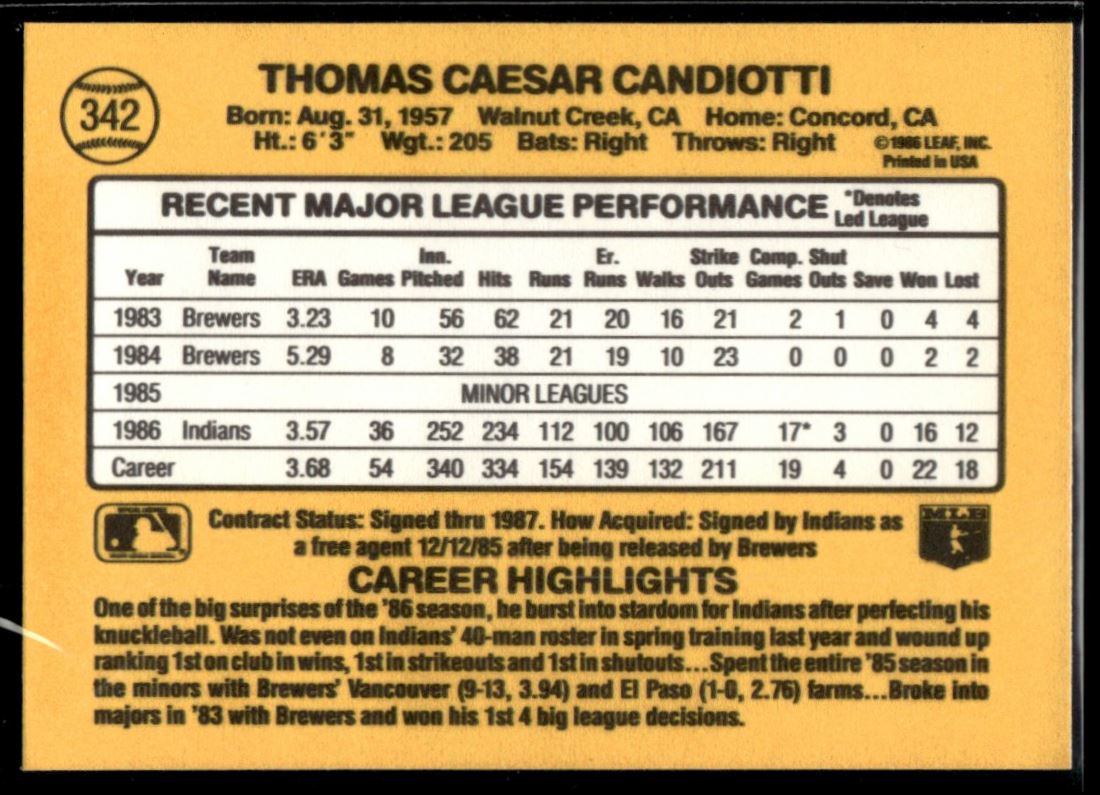 342
THOMAS CAESAR CANDIOTTI
Born: Aug. 31, 1957 Walnut Creek, CA Home: Concord, CA
Ht.: 6'3" Wgt.: 205 Bats: Right Throws: Right
©1986 LEAF, INC.
Printed in USA
RECENT MAJOR LEAGUE PERFORMANCE *Denotes Led League
Year Team Name ERA Games Inn. Pitched Hits Runs Er. Runs Walks Strike Outs Comp. Games Shut Outs Save Won Lost
1983 Brewers 3.23 10 56 62 21 20 16 21 2 1 0 4 4
1984 Brewers 5.29 8 32 38 21 19 10 23 0 0 0 2 2
1985 MINOR LEAGUES
1986 Indians 3.57 36 252 234 112 100 106 167 17* 3 0 16 12
Career 3.68 54 340 334 154 139 132 211 19 4 0 22 18
Contract Status: Signed thru 1987. How Acquired: Signed by Indians as
a free agent 12/12/85 after being released by Brewers
MLB
CAREER HIGHLIGHTS
One of the big surprises of the '86 season, he burst into stardom for Indians after perfecting his
knuckleball. Was not even on Indians' 40-man roster in spring training last year and wound up
ranking 1st on club in wins, 1st in strikeouts and 1st in shutouts...Spent the entire '85 season in
the minors with Brewers' Vancouver (9-13, 3.94) and El Paso (1-0, 2.76) farms...Broke into
majors in '83 with Brewers and won his 1st 4 big league decisions.